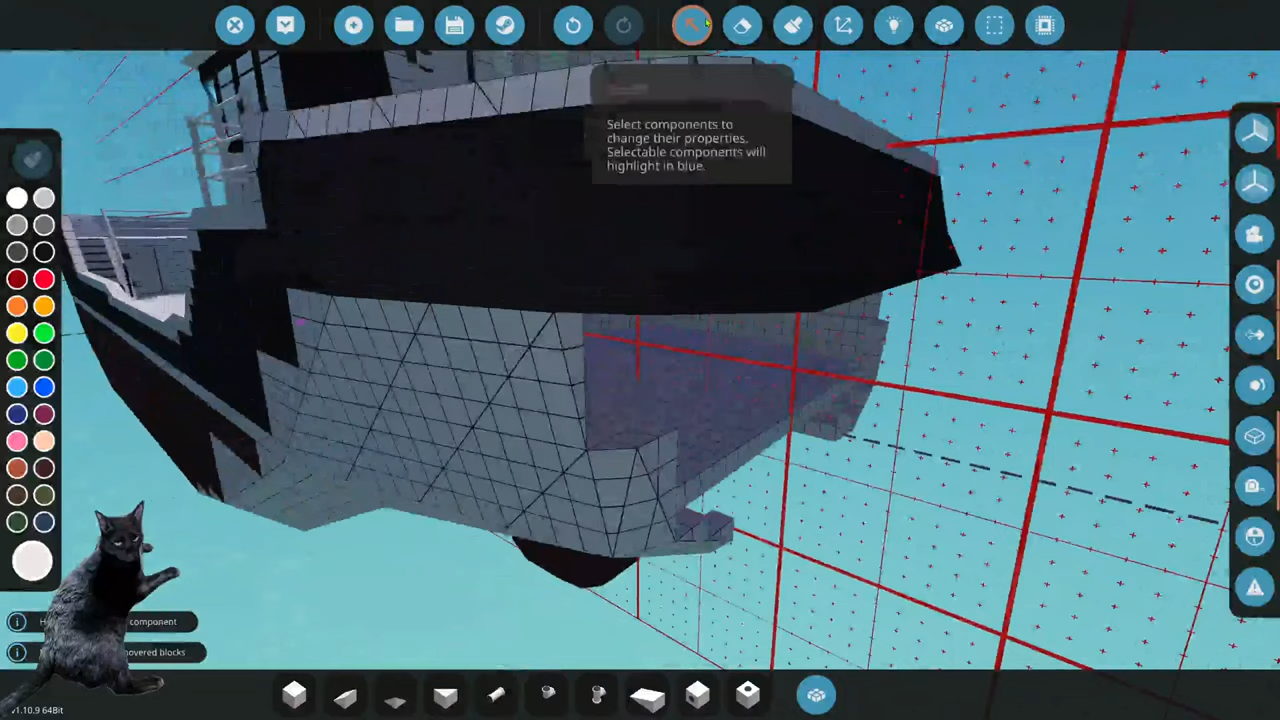 Select components to
change their properties.
Selectable components will
highlight in blue.
component
overed blocks
v1.10.9 64Bit